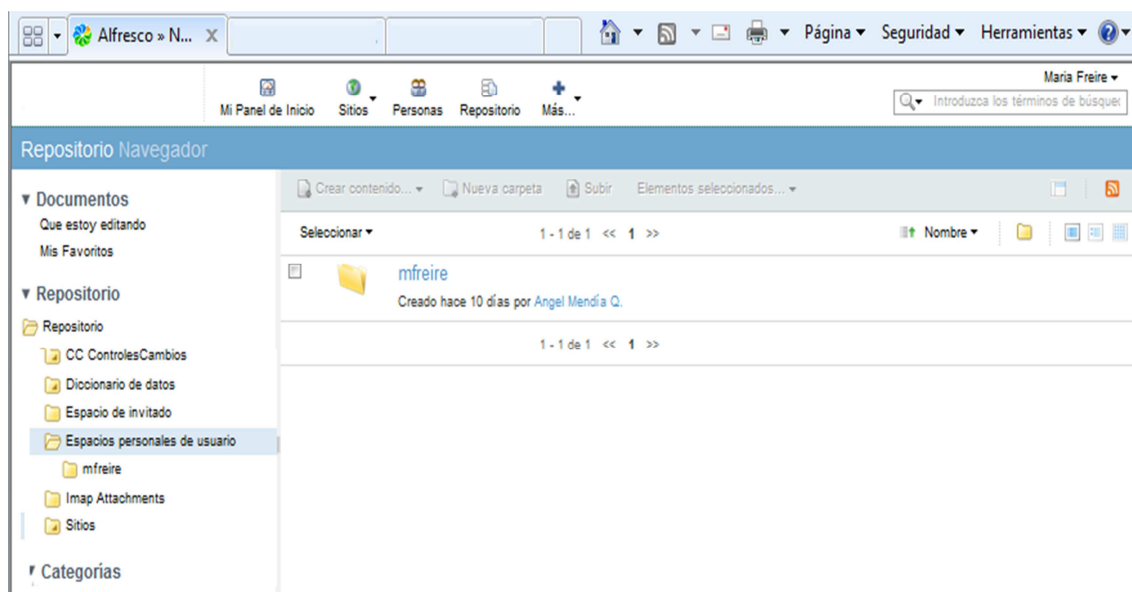 Alfresco » N... X
Página Seguridad Herramientas
Maria Freire
Mi Panel de Inicio Sitios Personas Repositorio Más...
Introduzca los términos de búsque
Repositorio Navegador
Documentos
Que estoy editando
Mis Favoritos
Repositorio
Repositorio
CC ControlesCambios
Diccionario de datos
Espacio de invitado
Espacios personales de usuario
mfreire
Imap Attachments
Sitios
Categorías
Crear contenido... Nueva carpeta Subir Elementos seleccionados...
Seleccionar 1 - 1 de 1 << 1 >> Nombre
mfreire
Creado hace 10 días por Angel Mendía Q.
1 - 1 de 1 << 1 >>